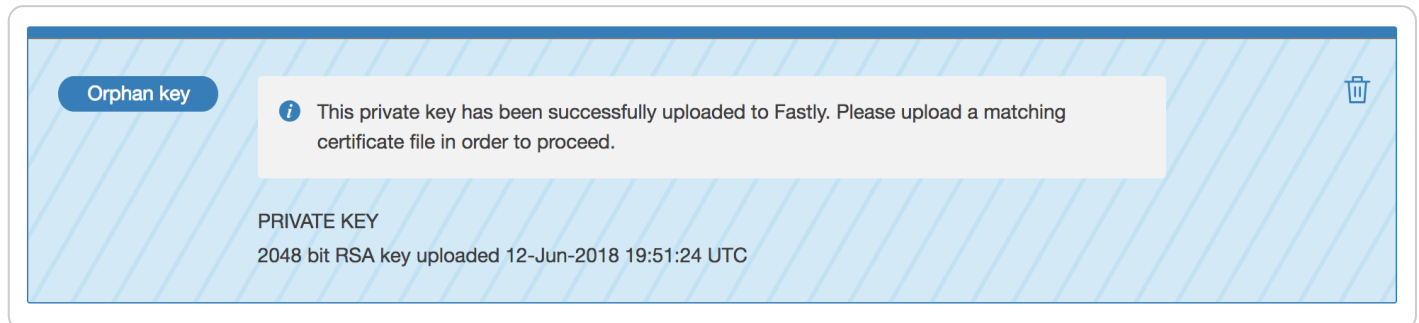 Orphan key
This private key has been successfully uploaded to Fastly. Please upload a matching
certificate file in order to proceed.
PRIVATE KEY
2048 bit RSA key uploaded 12-Jun-2018 19:51:24 UTC